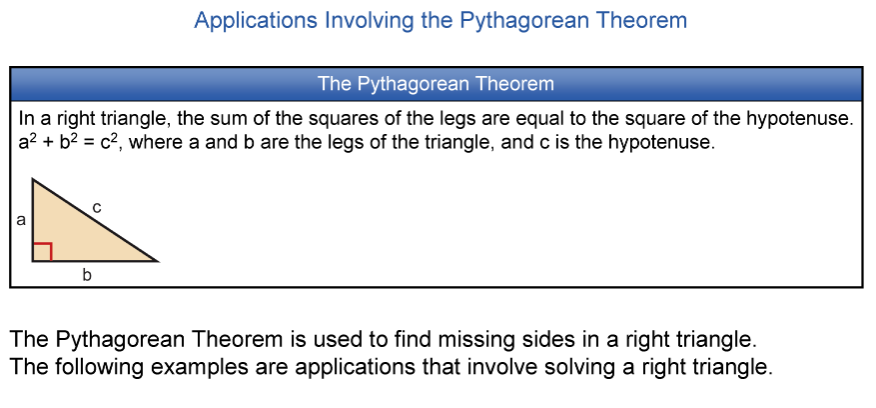 Applications Involving the Pythagorean Theorem
The Pythagorean Theorem
In a right triangle, the sum of the squares of the legs are equal to the square of the hypotenuse.
a² + b² = c², where a and b are the legs of the triangle, and c is the hypotenuse.
c
a
b
The Pythagorean Theorem is used to find missing sides in a right triangle.
The following examples are applications that involve solving a right triangle.